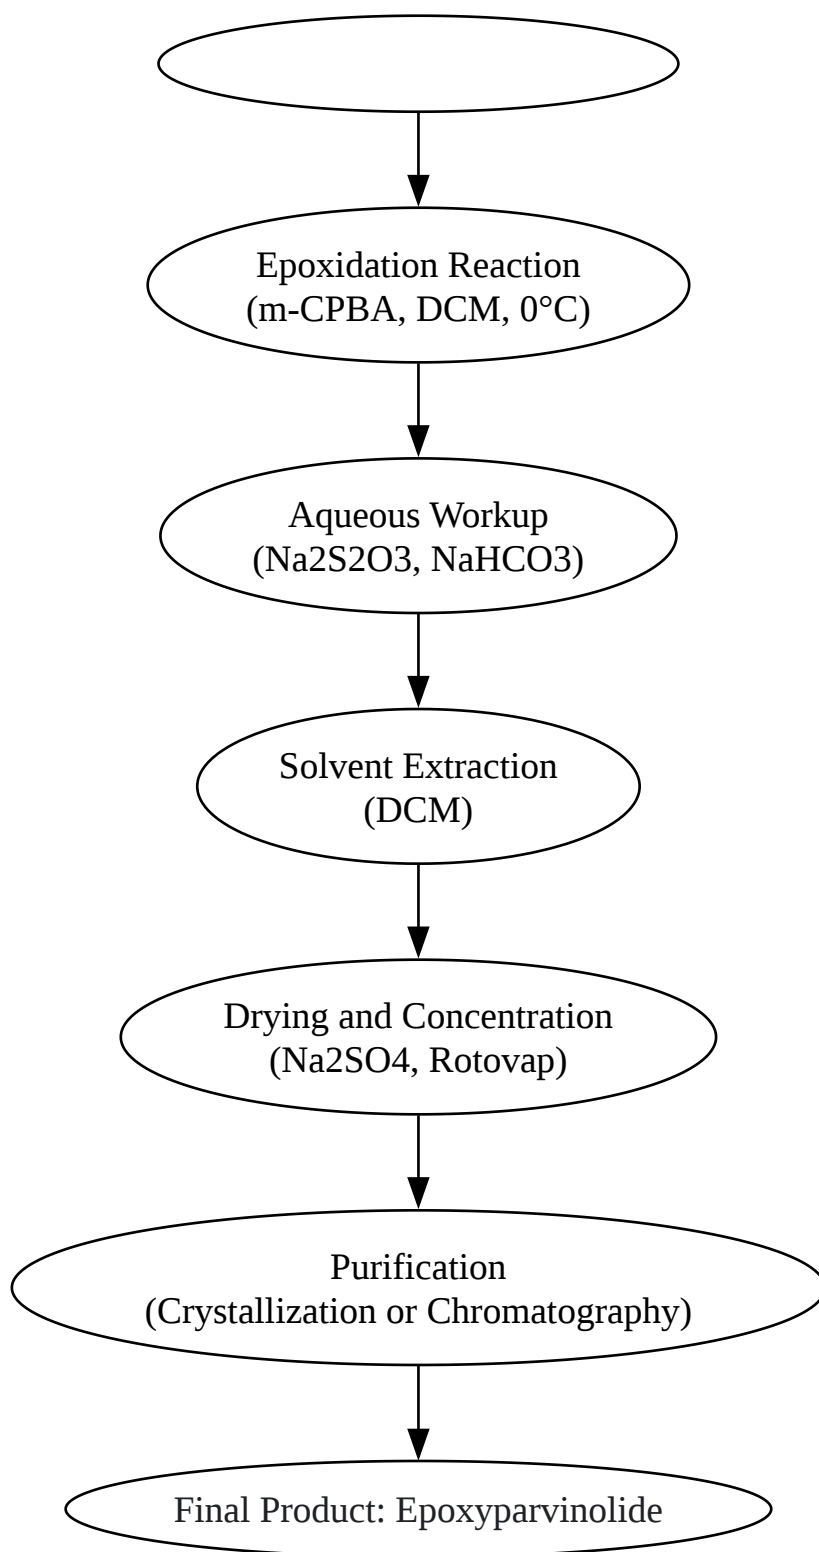 Epoxidation Reaction
(m-CPBA, DCM, 0°C)
Aqueous Workup
(Na2S2O3, NaHCO3)
Solvent Extraction
(DCM)
Drying and Concentration
(Na2SO4, Rotovap)
Purification
(Crystallization or Chromatography)
Final Product: Epoxyparvinolide